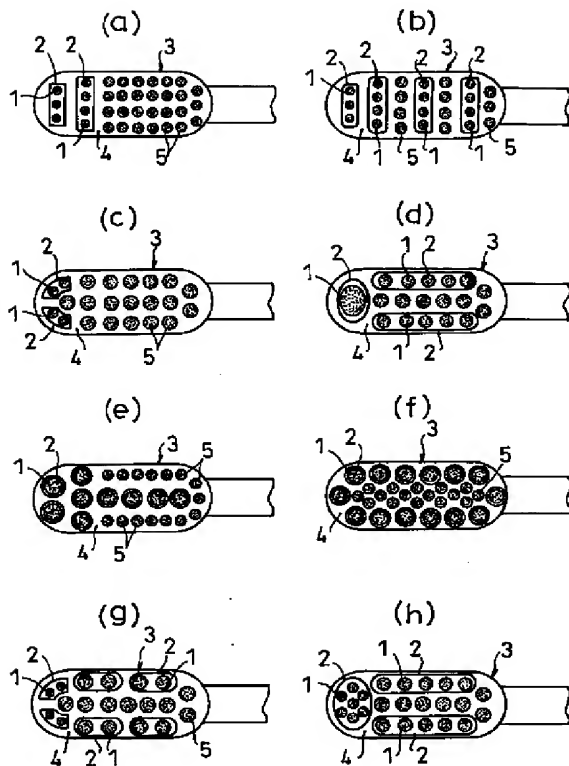 (a) (b)
2 2 3 2 2 3 2 2
1 1
1 4 5 4 1 5 1 1 5
(c) (d)
2 3 1 2 3
1 2
1 1
2 4 5 4 1 2
(e) (f)
2 3 5 3
1 1 2 5
4 5 4
(g) (h)
2 3 2 1 2 3
1 1 2
1
4 2 1 5 4 1 2